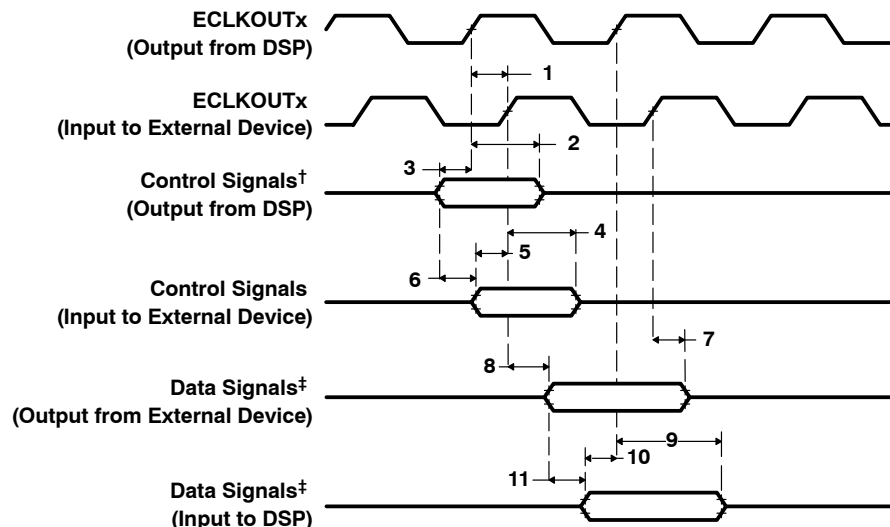 ECLKOUTx
(Output from DSP)
1
ECLKOUTx
(Input to External Device)
2
3
Control Signals†
(Output from DSP)
4
5
6
Control Signals
(Input to External Device)
7
8
Data Signals‡
(Output from External Device)
9
10
11
Data Signals‡
(Input to DSP)